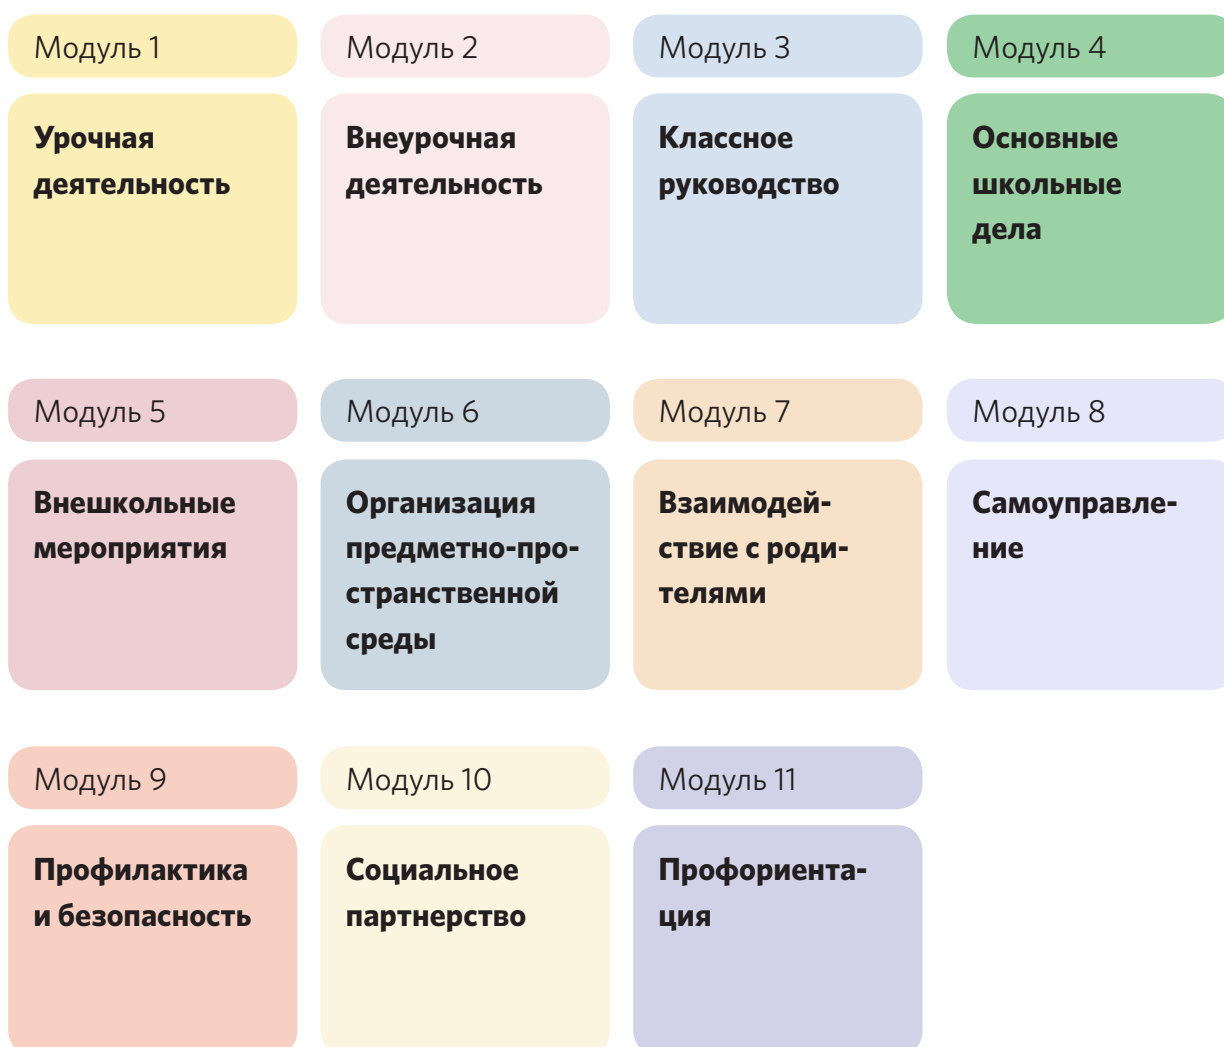 Модуль 1
Урочная
деятельность
Модуль 2
Внеурочная
деятельность
Модуль 3
Классное
руководство
Модуль 4
Основные
школьные
дела
Модуль 5
Внешкольные
мероприятия
Модуль 6
Организация
предметно-про-
странственной
среды
Модуль 7
Взаимодей-
ствие с роди-
телями
Модуль 8
Самоуправле-
ние
Модуль 9
Профилактика
и безопасность
Модуль 10
Социальное
партнерство
Модуль 11
Профориента-
ция